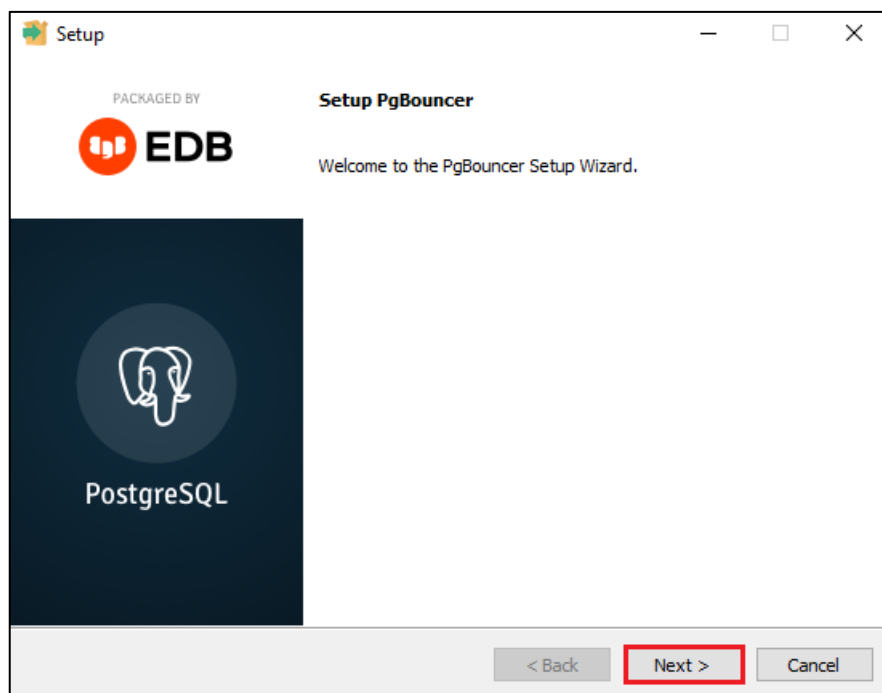 Setup
PACKAGED BY
EDB
Setup PgBouncer
Welcome to the PgBouncer Setup Wizard.
PostgreSQL
< Back
Next >
Cancel